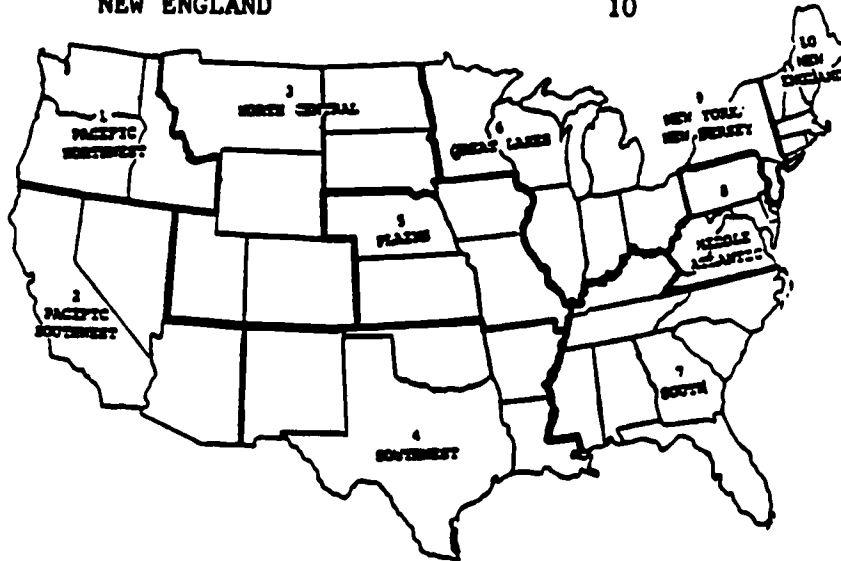 NEW ENGLAND 10
10
NEW
ENGLAND
9
NEW YORK
NEW JERSEY
3
NORTH CENTRAL
1
PACIFIC
NORTHWEST
6
GREAT LAKES
8
MIDDLE
ATLANTIC
5
PLAINS
2
PACIFIC
SOUTHWEST
7
SOUTH
4
SOUTHWEST